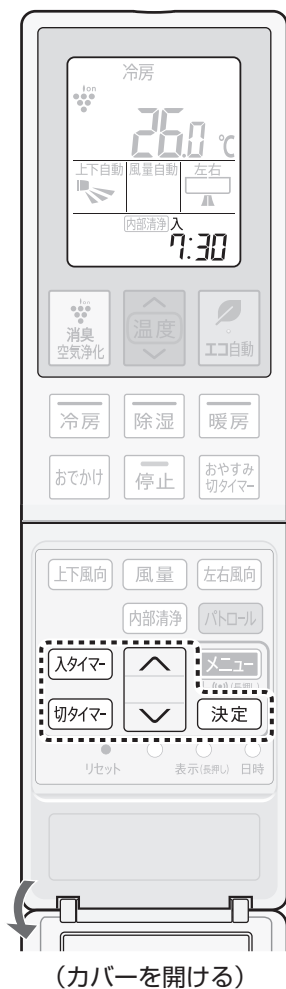 冷房
Ion
26.0 ℃
上下自動 風量自動 左右
内部清浄 入
7:30
Ion
消臭
空気浄化
温度
エコ自動
冷房 除湿 暖房
おでかけ 停止 おやすみ
切タイマー
上下風向 風量 左右風向
内部清浄 パトロール
入タイマー メニュー
切タイマー 決定
リセット 表示(長押し) 日時
(カバーを開ける)